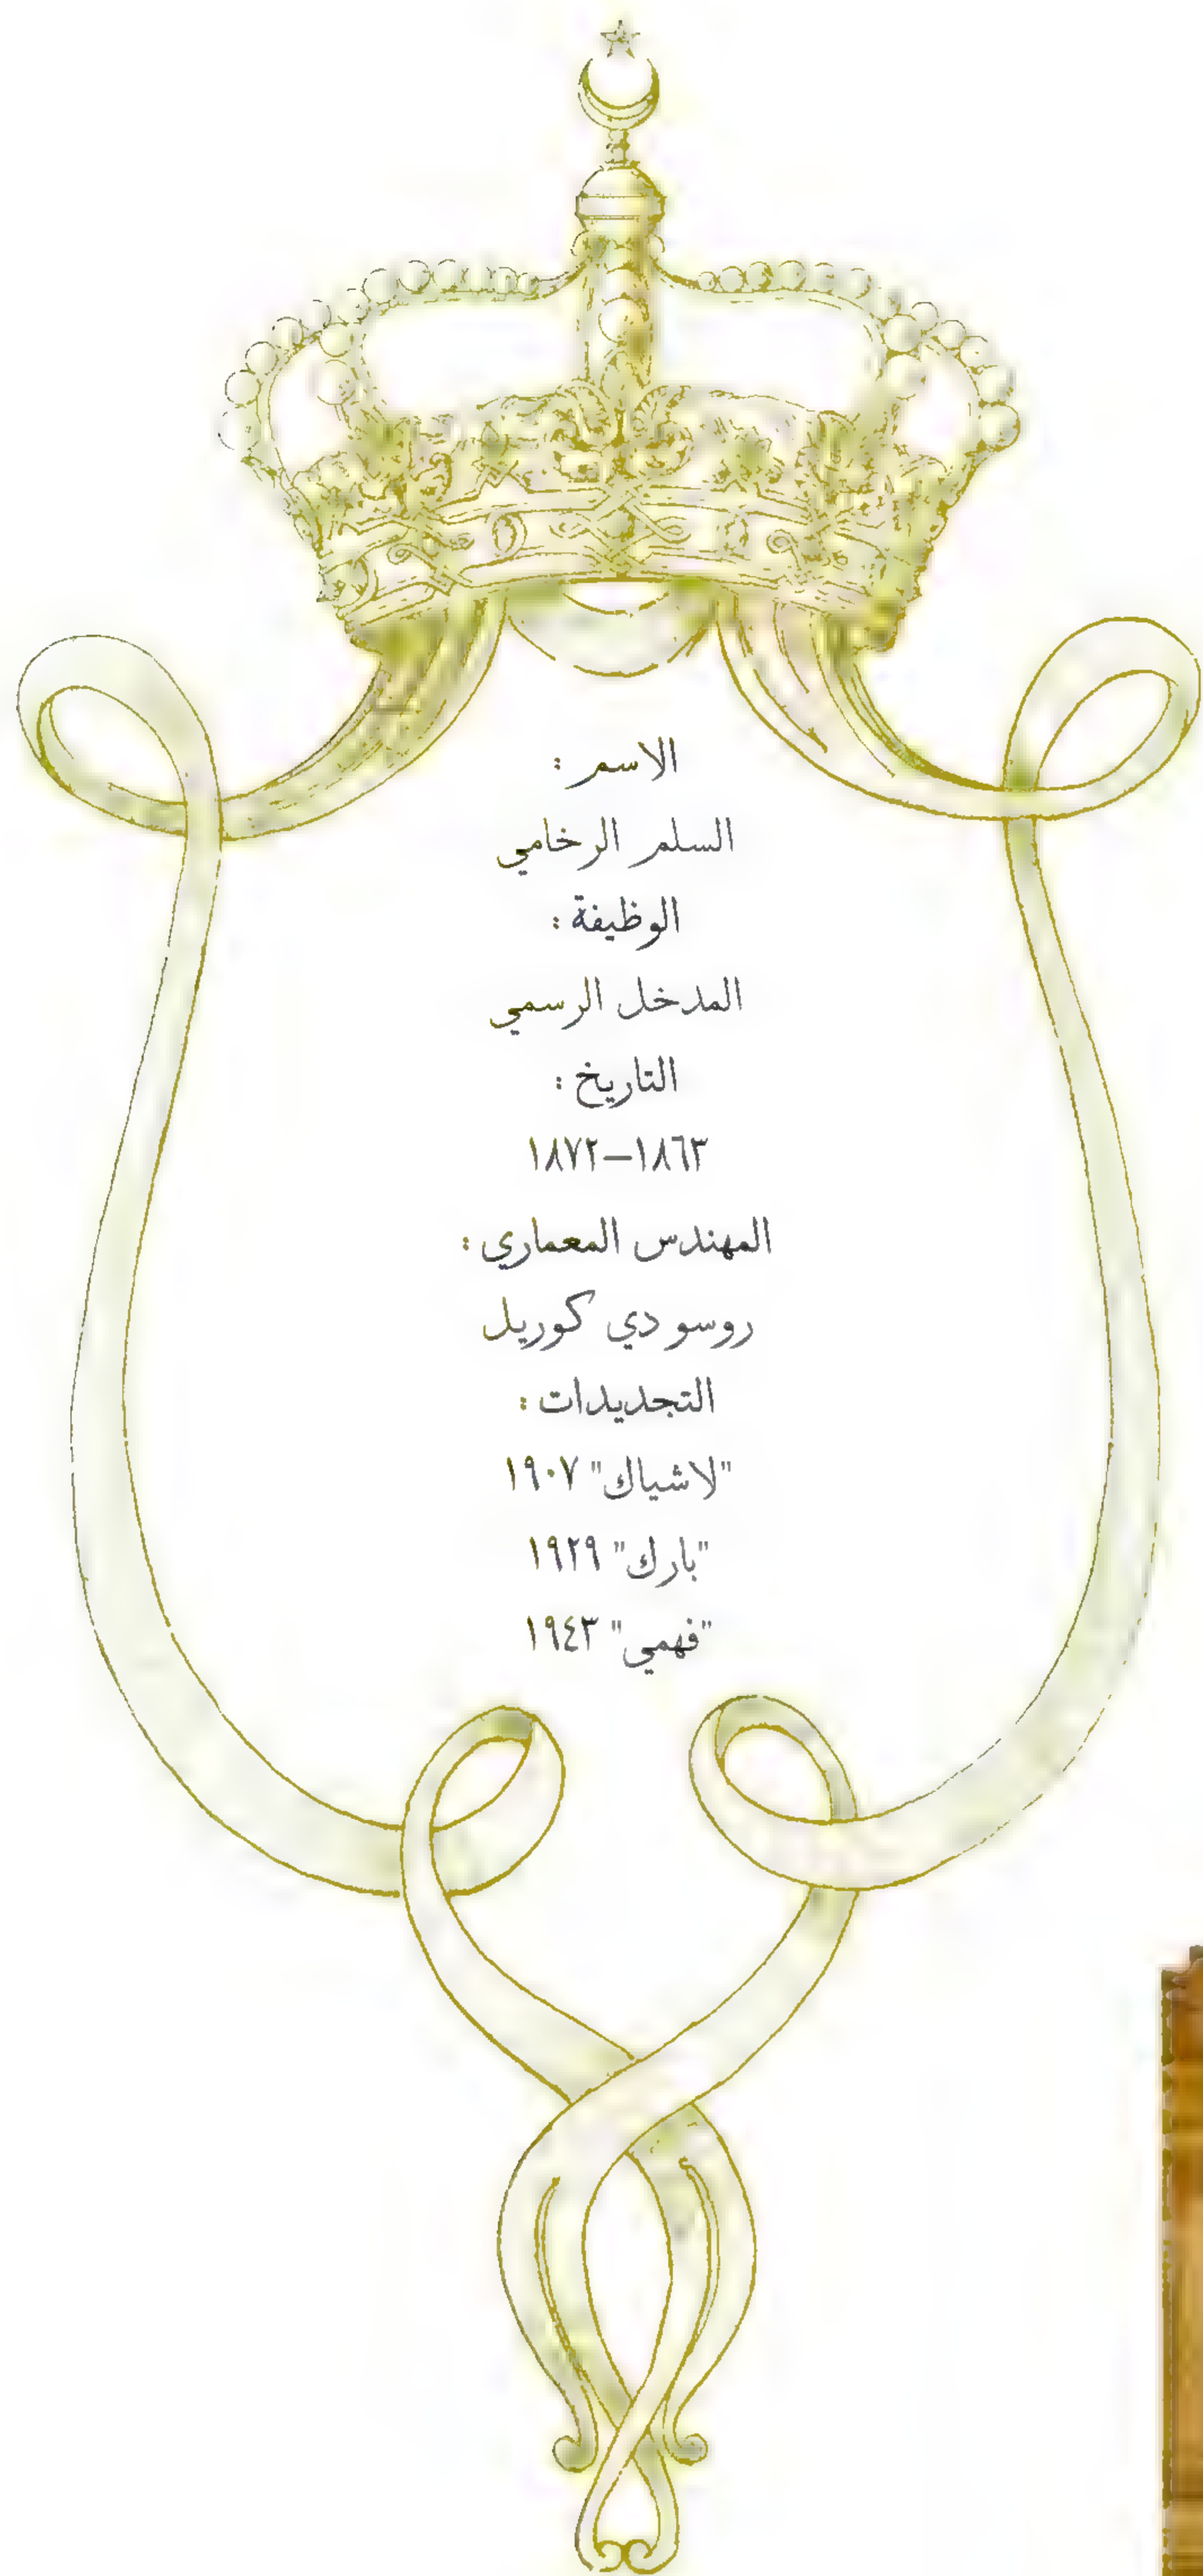 الاسم :
السلم الرخامي
الوظيفة :
المدخل الرسمي
التاريخ :
١٨٦٣–١٨٧٢
المهندس المعماري :
روسو دي كوريل
التجديدات :
"لاشياك" ١٩٠٧
"بارك" ١٩٢٩
"فهمي" ١٩٤٣